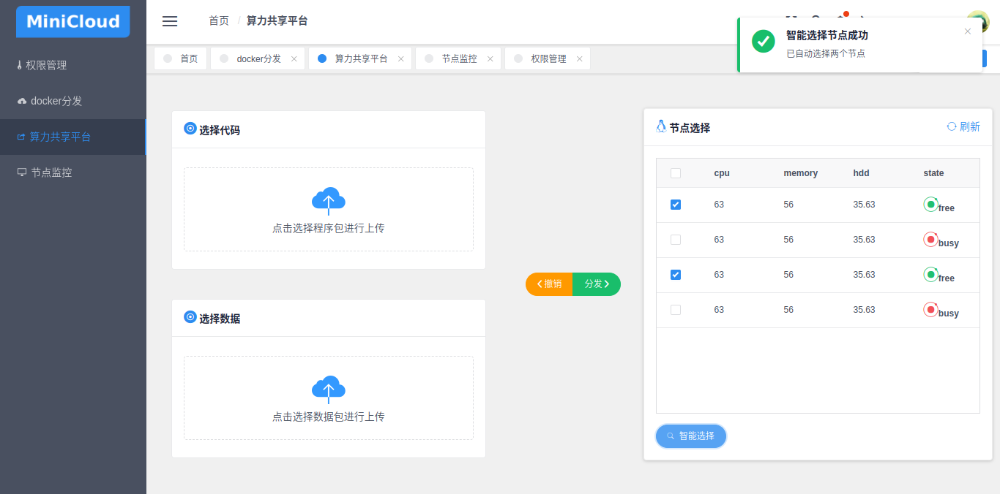 MiniCloud
权限管理
docker分发
算力共享平台
节点监控
首页 / 算力共享平台
智能选择节点成功
已自动选择两个节点
首页 docker分发 算力共享平台 节点监控 权限管理
选择代码
点击选择程序包进行上传
选择数据
点击选择数据包进行上传
撤销 分发
节点选择 刷新
cpu memory hdd state
63 56 35.63 free
63 56 35.63 busy
63 56 35.63 free
63 56 35.63 busy
智能选择